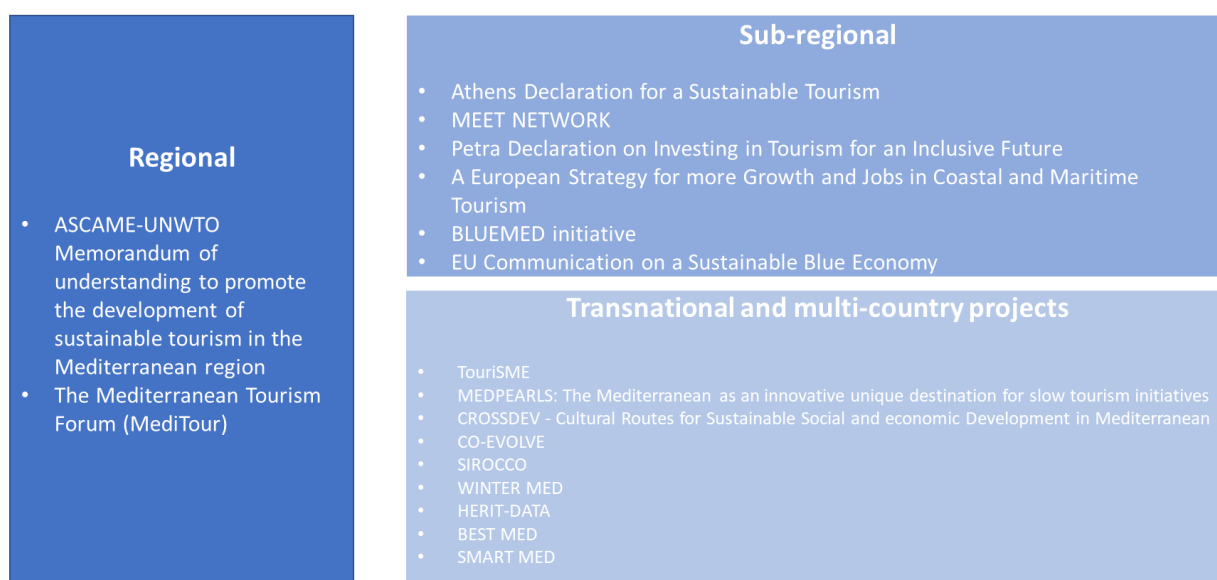 Regional
• ASCAME-UNWTO
Memorandum of
understanding to promote
the development of
sustainable tourism in the
Mediterranean region
• The Mediterranean Tourism
Forum (MediTour)
Sub-regional
• Athens Declaration for a Sustainable Tourism
• MEET NETWORK
• Petra Declaration on Investing in Tourism for an Inclusive Future
• A European Strategy for more Growth and Jobs in Coastal and Maritime
Tourism
• BLUEMED initiative
• EU Communication on a Sustainable Blue Economy
Transnational and multi-country projects
• TouriSME
• MEDPEARLS: The Mediterranean as an innovative unique destination for slow tourism initiatives
• CROSSDEV - Cultural Routes for Sustainable Social and economic Development in Mediterranean
• CO-EVOLVE
• SIROCCO
• WINTER MED
• HERIT-DATA
• BEST MED
• SMART MED